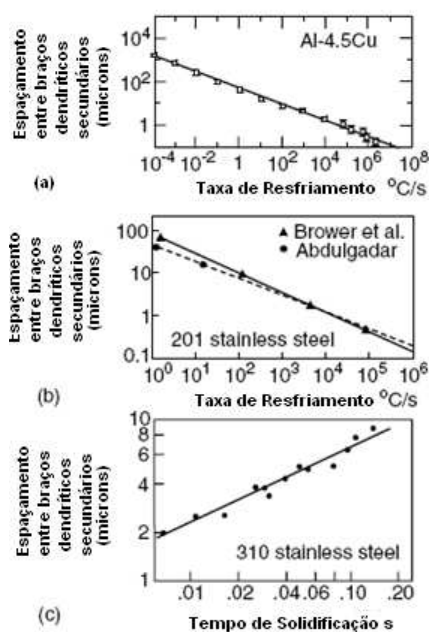 Espaçamento
entre braços
dendríticos
secundários
(microns)
10⁴
10²
1
Al-4.5Cu
10⁻⁴ 10⁻² 1 10² 10⁴ 10⁶ 10⁸
(a)
Taxa de Resfriamento °C/s
Espaçamento
entre braços
dendríticos
secundários
(microns)
100
10
1
0.1
Brower et al.
Abdulgadar
201 stainless steel
10⁰ 10¹ 10² 10³ 10⁴ 10⁵ 10⁶
(b)
Taxa de Resfriamento °C/s
Espaçamento
entre braços
dendríticos
secundários
(microns)
10
8
6
4
2
1
310 stainless steel
.01 .02 .04 .06 .10 .20
(c)
Tempo de Solidificação s